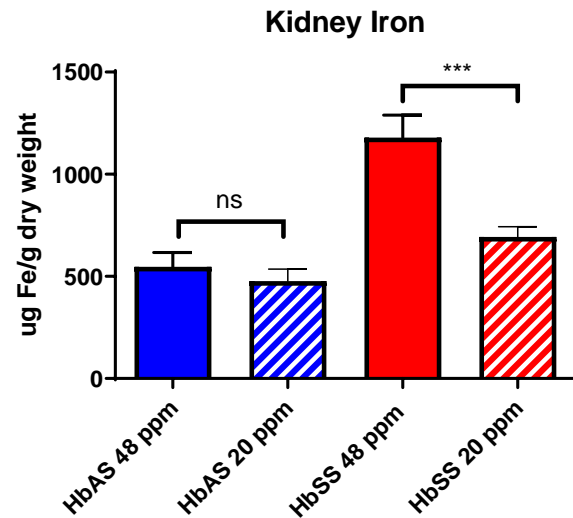 Kidney Iron
ug Fe/g dry weight
1500
1000
500
0
ns
***
HbAS 48 ppm
HbAS 20 ppm
HbSS 48 ppm
HbSS 20 ppm